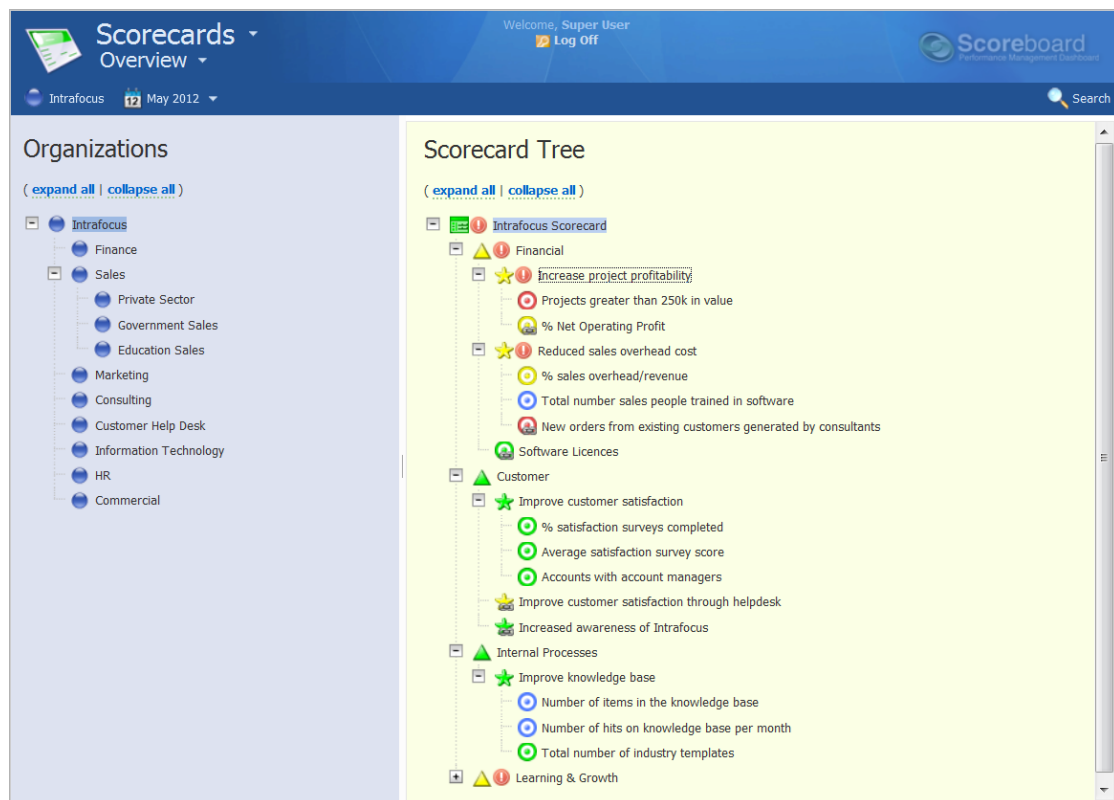 Scorecards
Overview
Welcome, Super User
Log Off
Scoreboard
Performance Management Dashboard
Intrafocus
12
May 2012
Search
Organizations
( expand all | collapse all )
Intrafocus
Finance
Sales
Private Sector
Government Sales
Education Sales
Marketing
Consulting
Customer Help Desk
Information Technology
HR
Commercial
Scorecard Tree
( expand all | collapse all )
Intrafocus Scorecard
Financial
Increase project profitability
Projects greater than 250k in value
% Net Operating Profit
Reduced sales overhead cost
% sales overhead/revenue
Total number sales people trained in software
New orders from existing customers generated by consultants
Software Licences
Customer
Improve customer satisfaction
% satisfaction surveys completed
Average satisfaction survey score
Accounts with account managers
Improve customer satisfaction through helpdesk
Increased awareness of Intrafocus
Internal Processes
Improve knowledge base
Number of items in the knowledge base
Number of hits on knowledge base per month
Total number of industry templates
Learning & Growth